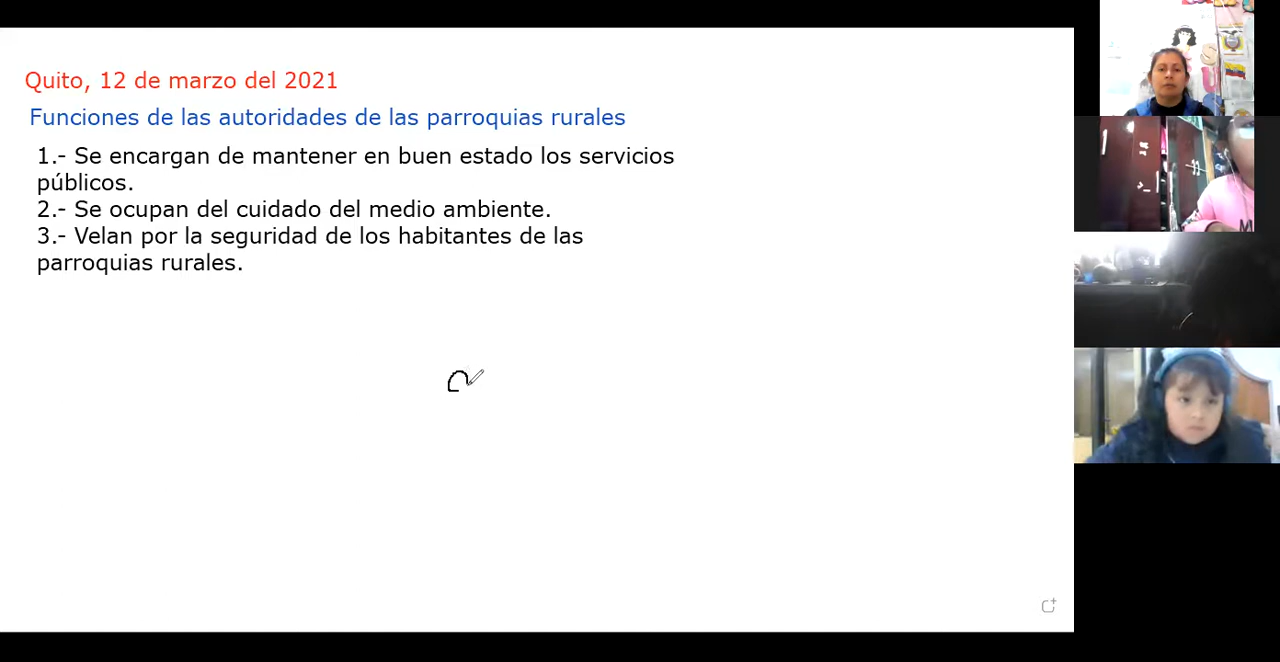 Quito, 12 de marzo del 2021
Funciones de las autoridades de las parroquias rurales
1.- Se encargan de mantener en buen estado los servicios
públicos.
2.- Se ocupan del cuidado del medio ambiente.
3.- Velan por la seguridad de los habitantes de las
parroquias rurales.